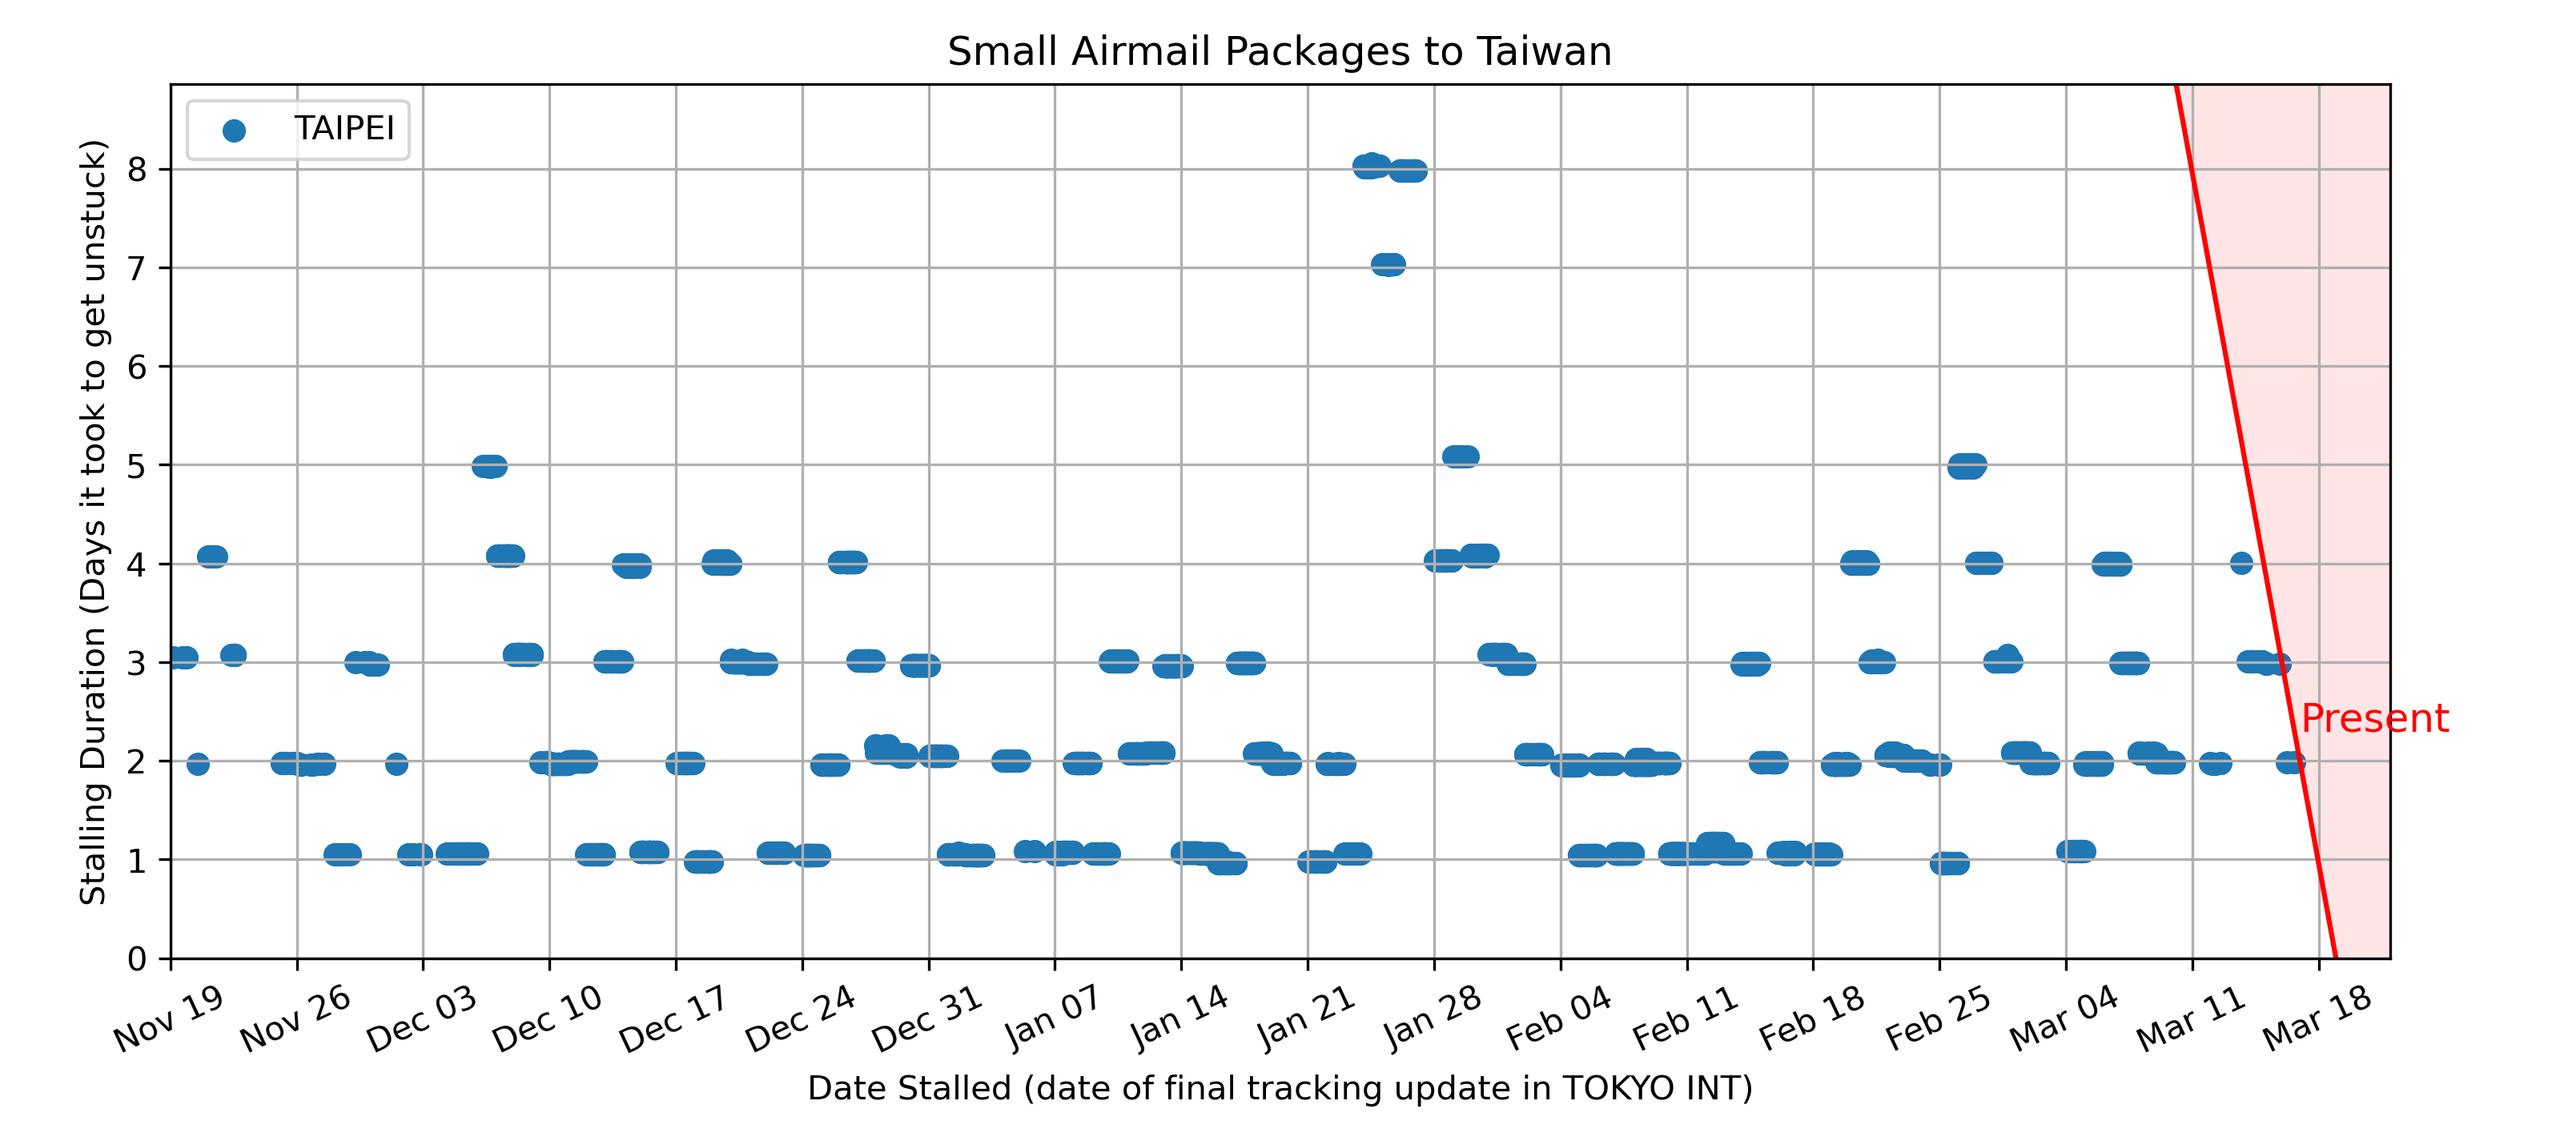 Small Airmail Packages to Taiwan
TAIPEI
Stalling Duration (Days it took to get unstuck)
8
7
6
5
4
3
2
1
0
Present
Nov 19 Nov 26 Dec 03 Dec 10 Dec 17 Dec 24 Dec 31 Jan 07 Jan 14 Jan 21 Jan 28 Feb 04 Feb 11 Feb 18 Feb 25 Mar 04 Mar 11 Mar 18
Date Stalled (date of final tracking update in TOKYO INT)